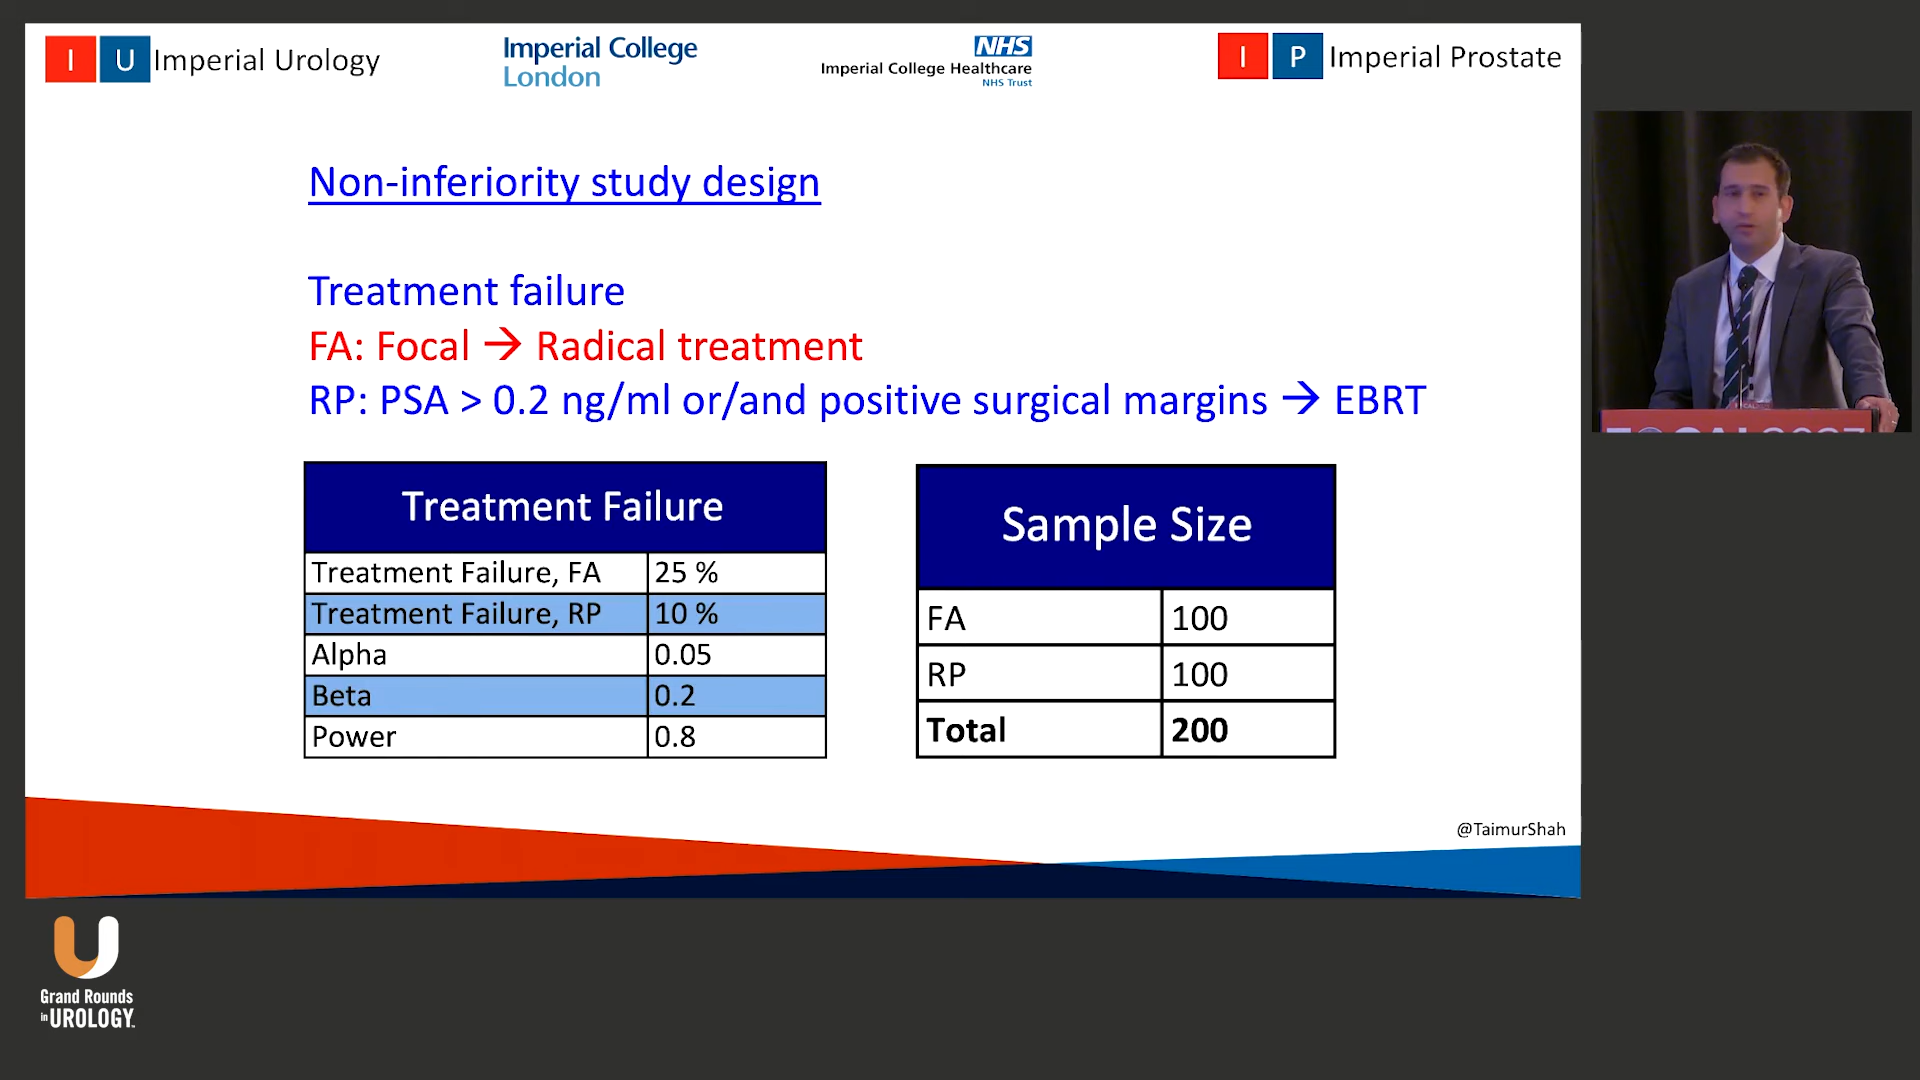 I U Imperial Urology
Imperial College
London
NHS
Imperial College Healthcare
NHS Trust
I P Imperial Prostate
Non-inferiority study design
Treatment failure
FA: Focal → Radical treatment
RP: PSA > 0.2 ng/ml or/and positive surgical margins → EBRT
Treatment Failure
Treatment Failure, FA 25 %
Treatment Failure, RP 10 %
Alpha 0.05
Beta 0.2
Power 0.8
Sample Size
FA 100
RP 100
Total 200
@TaimurShah
Grand Rounds
in UROLOGY